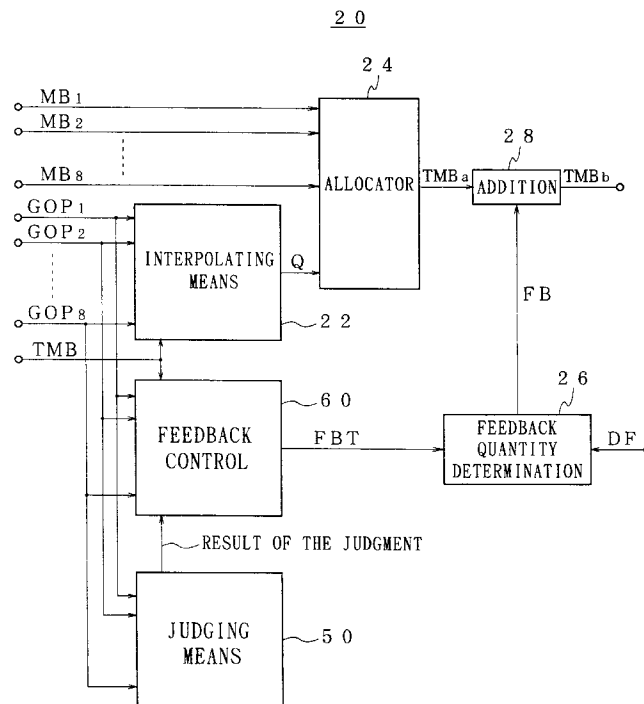 20
24
MB1
MB2
MB8
ALLOCATOR
TMBa
28
ADDITION
TMBb
GOP1
GOP2
GOP8
INTERPOLATING
MEANS
Q
22
FB
TMB
60
FEEDBACK
CONTROL
FBT
26
FEEDBACK
QUANTITY
DETERMINATION
DF
RESULT OF THE JUDGMENT
JUDGING
MEANS
50